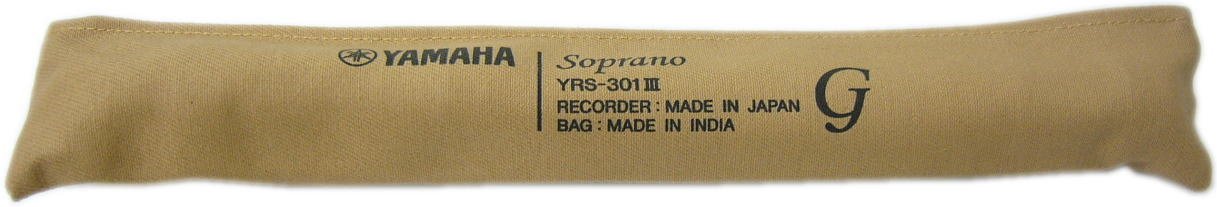 YAMAHA
Soprano
YRS-301III
RECORDER : MADE IN JAPAN
BAG : MADE IN INDIA
G